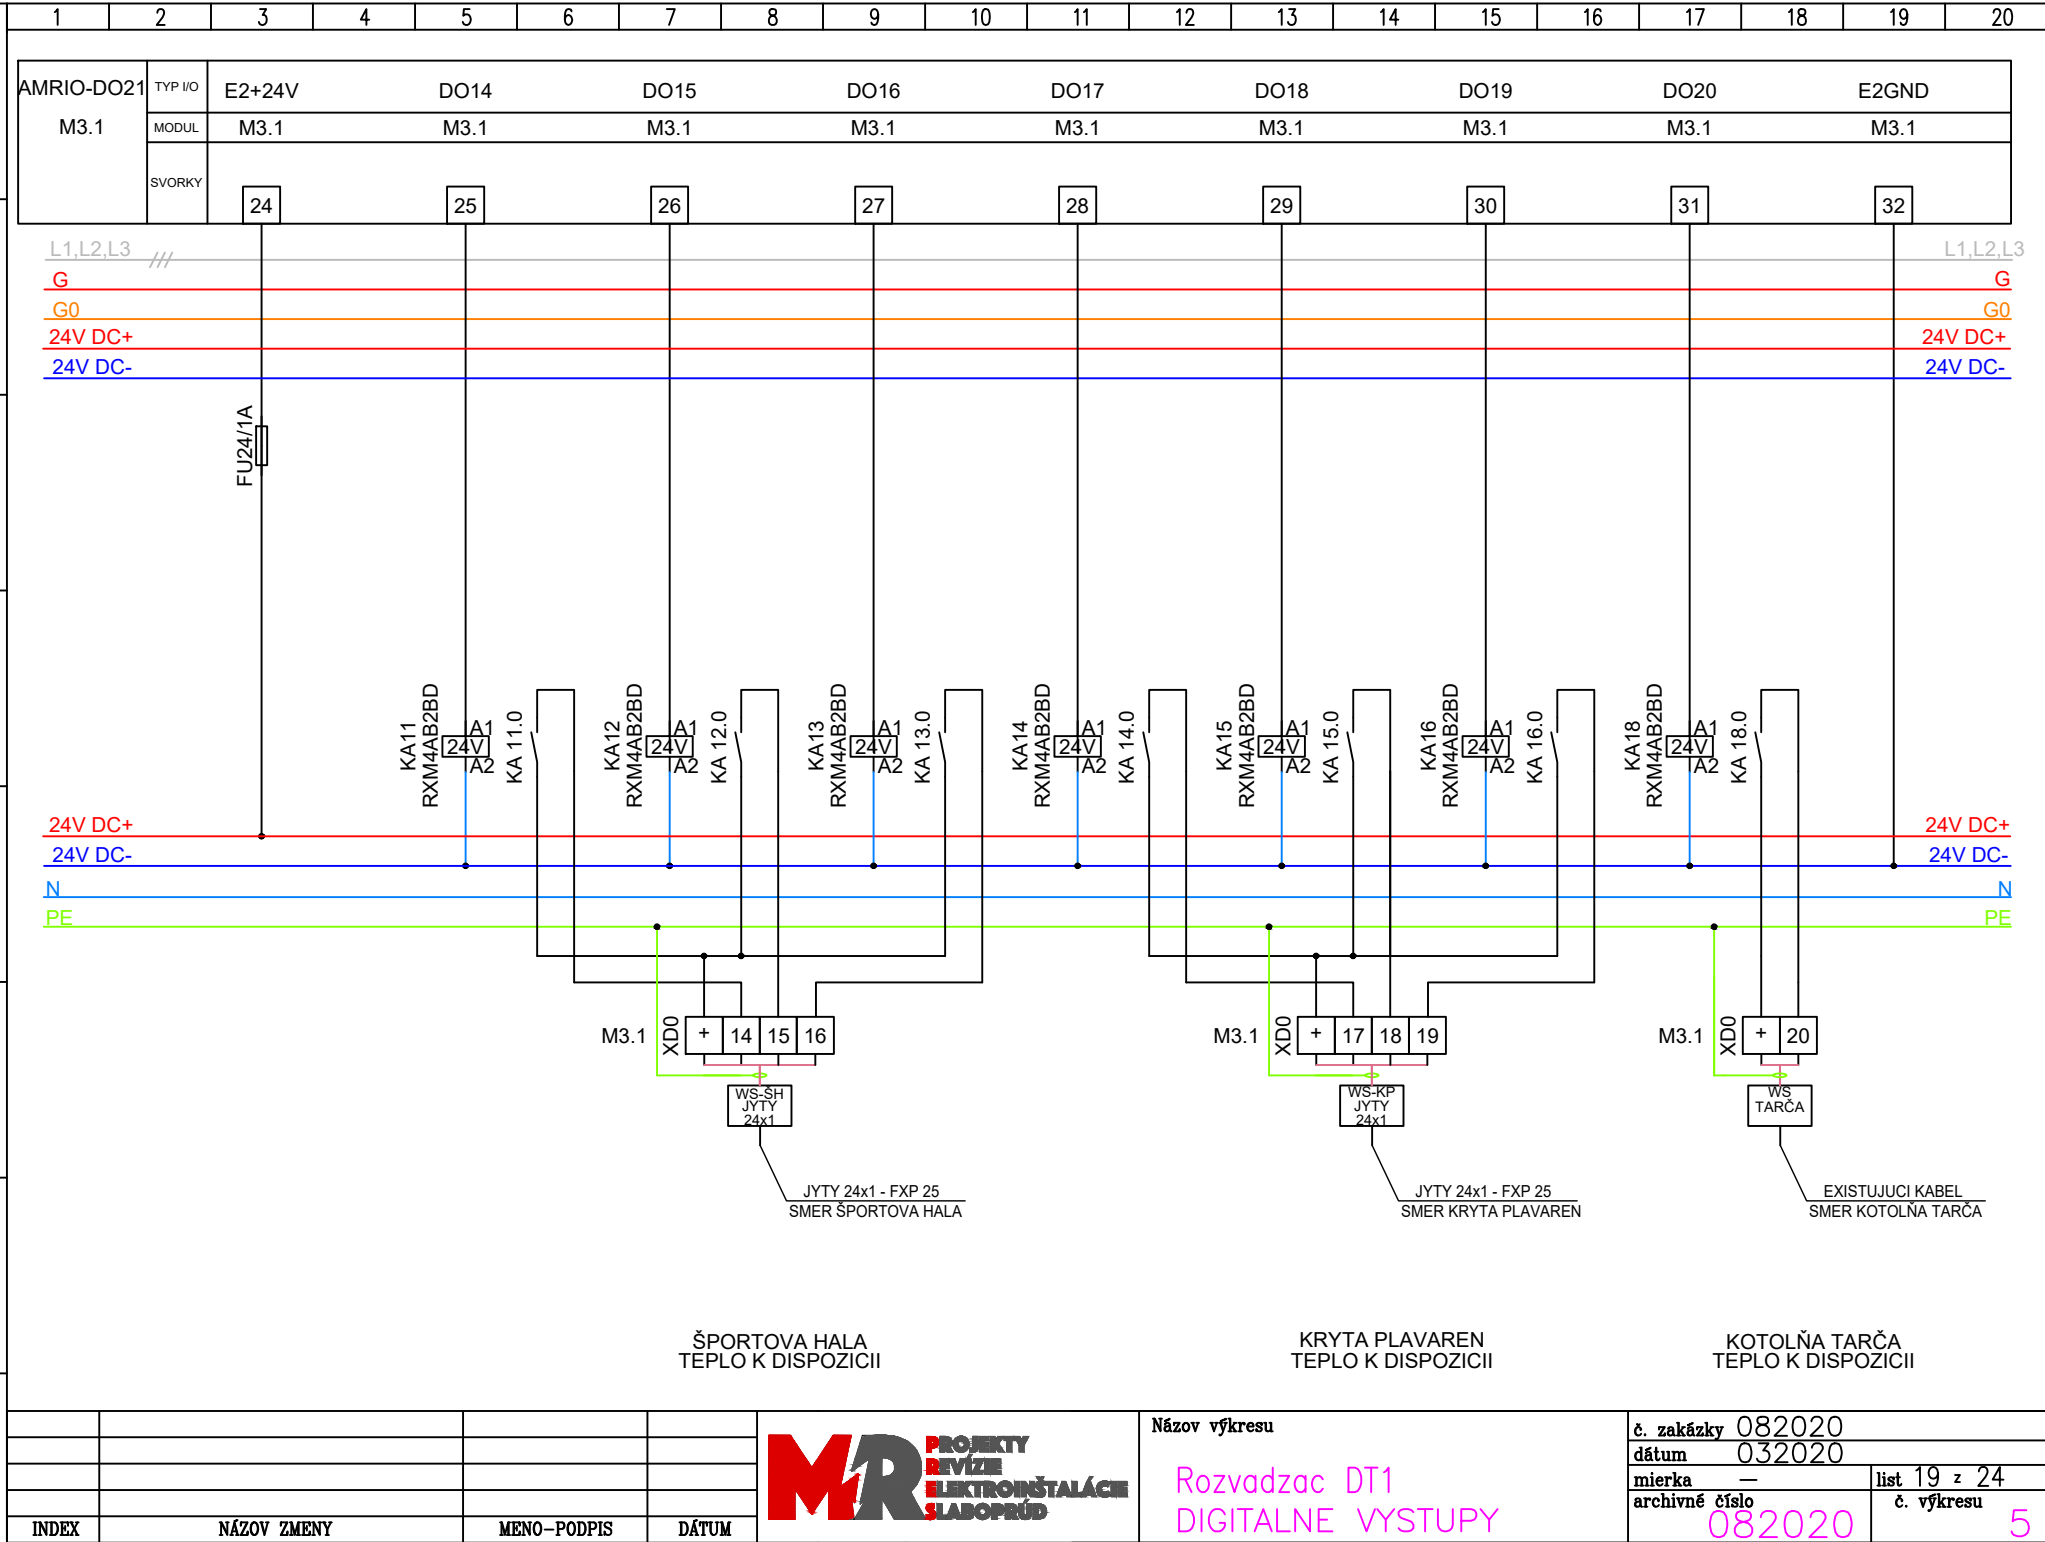 1 2 3 4 5 6 7 8 9 10 11 12 13 14 15 16 17 18 19 20
AMRIO-DO21 TYP I/O E2+24V DO14 DO15 DO16 DO17 DO18 DO19 DO20 E2GND
M3.1 MODUL M3.1 M3.1 M3.1 M3.1 M3.1 M3.1 M3.1 M3.1 M3.1
SVORKY 24 25 26 27 28 29 30 31 32
L1,L2,L3 L1,L2,L3
G G
G0 G0
24V DC+ 24V DC+
24V DC- 24V DC-
FU24/1A
KA11 RXM4AB2BD A1 24V A2 KA 11.0
KA12 RXM4AB2BD A1 24V A2 KA 12.0
KA13 RXM4AB2BD A1 24V A2 KA 13.0
KA14 RXM4AB2BD A1 24V A2 KA 14.0
KA15 RXM4AB2BD A1 24V A2 KA 15.0
KA16 RXM4AB2BD A1 24V A2 KA 16.0
KA18 RXM4AB2BD A1 24V A2 KA 18.0
24V DC+ 24V DC+
24V DC- 24V DC-
N N
PE PE
M3.1 XD0 + 14 15 16
M3.1 XD0 + 17 18 19
M3.1 XD0 + 20
WS-ŠH
JYTY
24x1
WS-KP
JYTY
24x1
WS
TARČA
JYTY 24x1 - FXP 25
SMER ŠPORTOVA HALA
JYTY 24x1 - FXP 25
SMER KRYTA PLAVAREN
EXISTUJUCI KABEL
SMER KOTOLŇA TARČA
ŠPORTOVA HALA
TEPLO K DISPOZICII
KRYTA PLAVAREN
TEPLO K DISPOZICII
KOTOLŇA TARČA
TEPLO K DISPOZICII
INDEX NÁZOV ZMENY MENO-PODPIS DÁTUM
MR
PROJEKTY
REVÍZIE
ELEKTROINŠTALÁCIE
SLABOPRÚD
Názov výkresu
Rozvadzac DT1
DIGITALNE VYSTUPY
č. zakázky 082020
dátum 032020
mierka —
list 19 z 24
archivné číslo
082020
č. výkresu
5